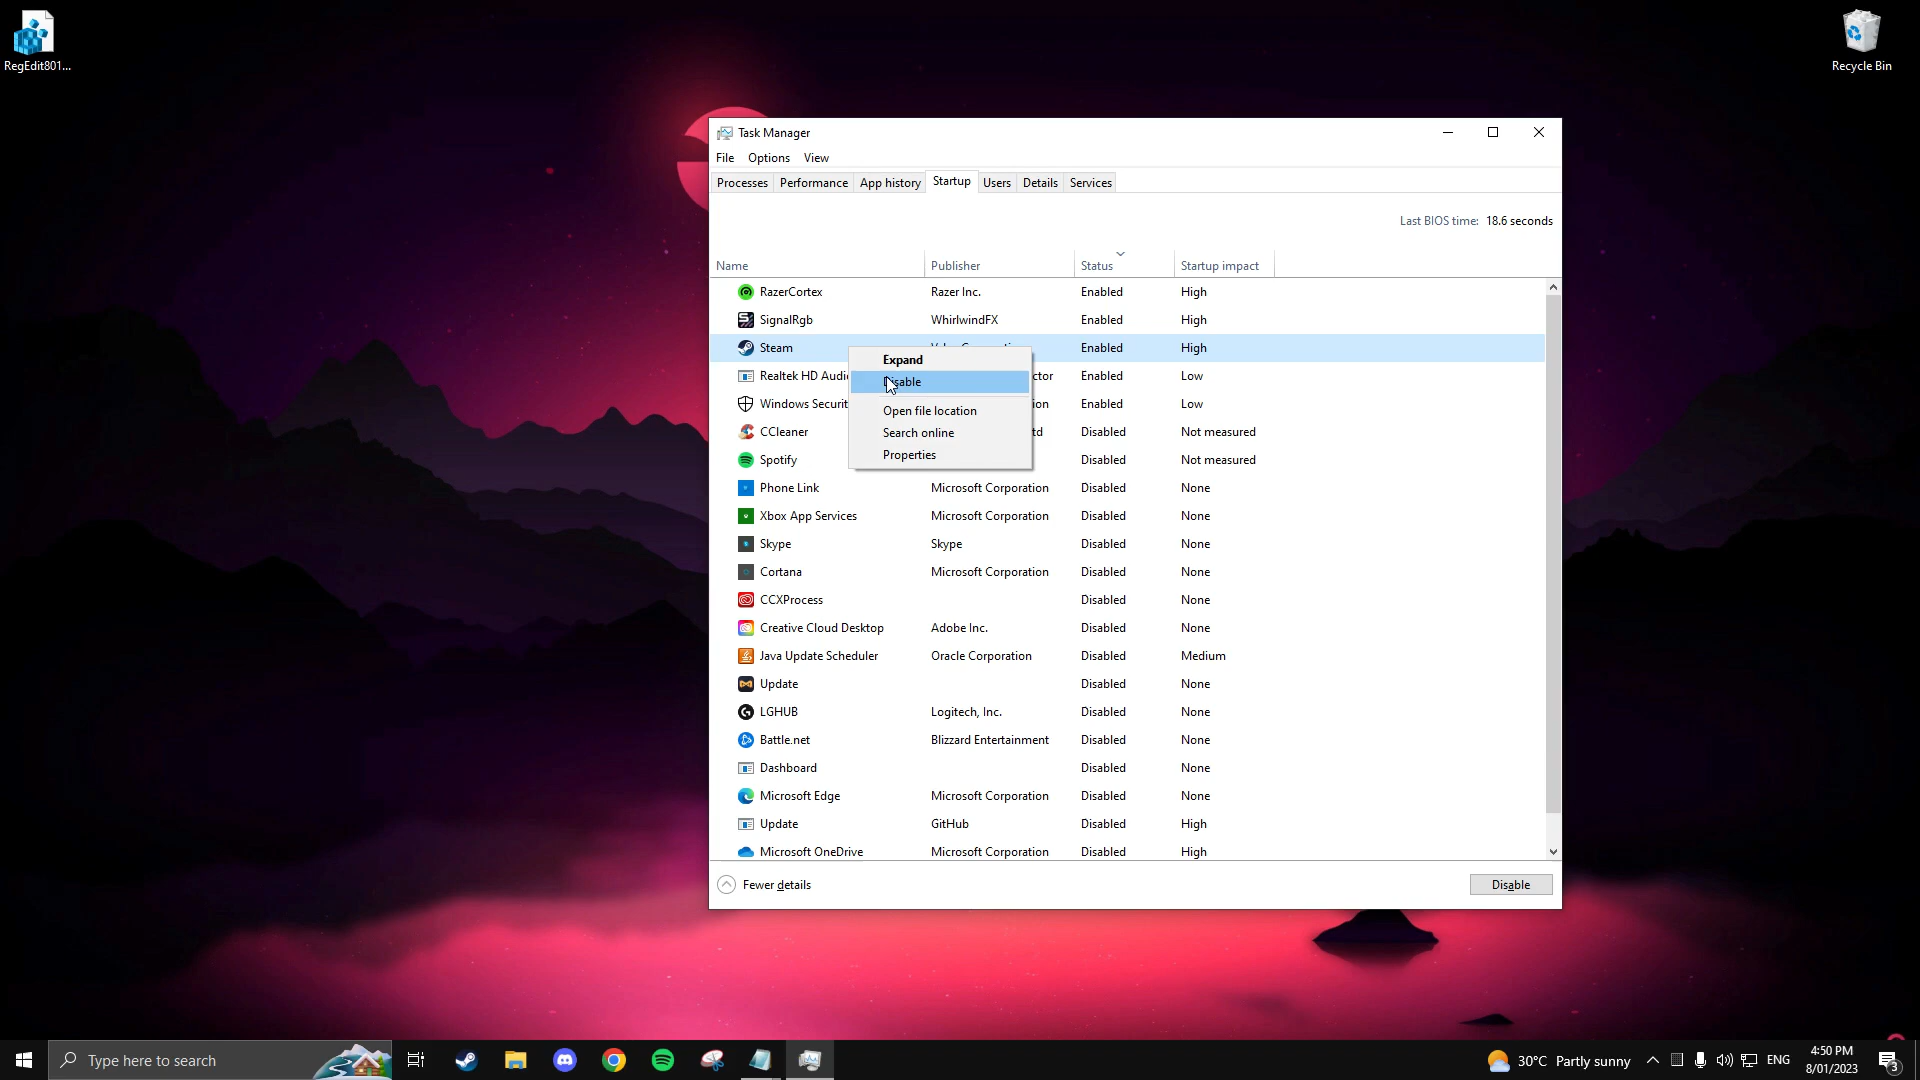 RegEdit801...
Recycle Bin
Task Manager
File Options View
Processes Performance App history Startup Users Details Services
Last BIOS time: 18.6 seconds
Name Publisher Status Startup impact
RazerCortex Razer Inc. Enabled High
SignalRgb WhirlwindFX Enabled High
Steam Enabled High
Expand
Realtek HD Audi ctor Enabled Low
Disable
Windows Securit ion Enabled Low
Open file location
CCleaner td Disabled Not measured
Search online
Spotify Disabled Not measured
Properties
Phone Link Microsoft Corporation Disabled None
Xbox App Services Microsoft Corporation Disabled None
Skype Skype Disabled None
Cortana Microsoft Corporation Disabled None
CCXProcess Disabled None
Creative Cloud Desktop Adobe Inc. Disabled None
Java Update Scheduler Oracle Corporation Disabled Medium
Update Disabled None
LGHUB Logitech, Inc. Disabled None
Battle.net Blizzard Entertainment Disabled None
Dashboard Disabled None
Microsoft Edge Microsoft Corporation Disabled None
Update GitHub Disabled High
Microsoft OneDrive Microsoft Corporation Disabled High
Fewer details Disable
Type here to search 30°C Partly sunny ENG 4:50 PM
8/01/2023 3